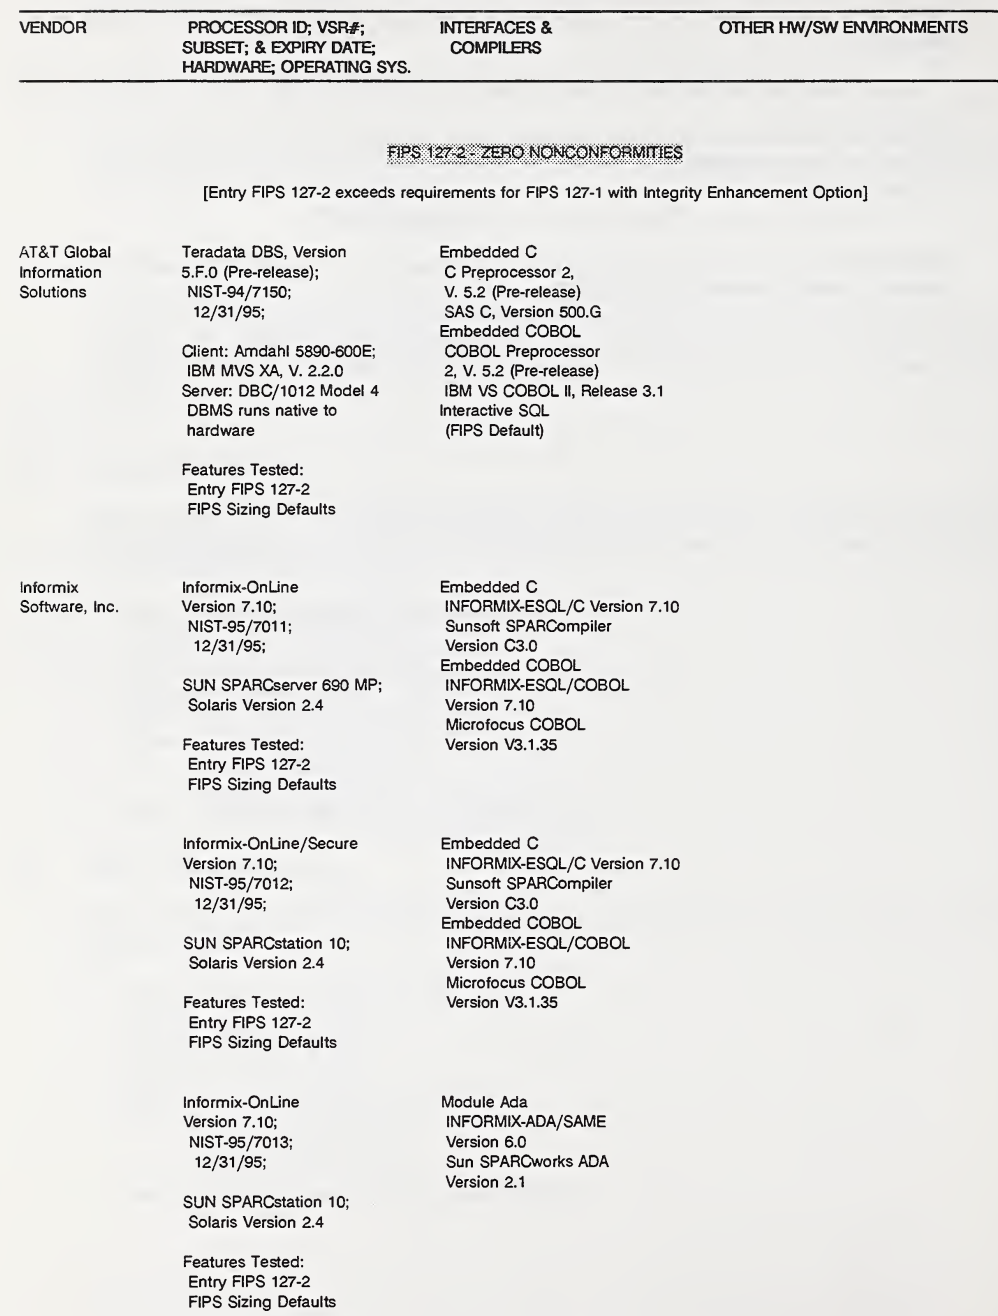 VENDOR PROCESSOR ID; VSR#; INTERFACES & OTHER HW/SW ENVIRONMENTS
SUBSET; & EXPIRY DATE; COMPILERS
HARDWARE; OPERATING SYS.
FIPS 127-2 - ZERO NONCONFORMITIES
[Entry FIPS 127-2 exceeds requirements for FIPS 127-1 with Integrity Enhancement Option]
AT&T Global Teradata DBS, Version Embedded C
Information 5.F.0 (Pre-release); C Preprocessor 2,
Solutions NIST-94/7150; V. 5.2 (Pre-release)
12/31/95; SAS C, Version 500.G
Embedded COBOL
Client: Amdahl 5890-600E; COBOL Preprocessor
IBM MVS XA, V. 2.2.0 2, V. 5.2 (Pre-release)
Server: DBC/1012 Model 4 IBM VS COBOL II, Release 3.1
DBMS runs native to Interactive SQL
hardware (FIPS Default)
Features Tested:
Entry FIPS 127-2
FIPS Sizing Defaults
Informix Informix-OnLine Embedded C
Software, Inc. Version 7.10; INFORMIX-ESQL/C Version 7.10
NIST-95/7011; Sunsoft SPARCompiler
12/31/95; Version C3.0
Embedded COBOL
SUN SPARCserver 690 MP; INFORMIX-ESQL/COBOL
Solaris Version 2.4 Version 7.10
Microfocus COBOL
Features Tested: Version V3.1.35
Entry FIPS 127-2
FIPS Sizing Defaults
Informix-OnLine/Secure Embedded C
Version 7.10; INFORMIX-ESQL/C Version 7.10
NIST-95/7012; Sunsoft SPARCompiler
12/31/95; Version C3.0
Embedded COBOL
SUN SPARCstation 10; INFORMIX-ESQL/COBOL
Solaris Version 2.4 Version 7.10
Microfocus COBOL
Features Tested: Version V3.1.35
Entry FIPS 127-2
FIPS Sizing Defaults
Informix-OnLine Module Ada
Version 7.10; INFORMIX-ADA/SAME
NIST-95/7013; Version 6.0
12/31/95; Sun SPARCworks ADA
Version 2.1
SUN SPARCstation 10;
Solaris Version 2.4
Features Tested:
Entry FIPS 127-2
FIPS Sizing Defaults